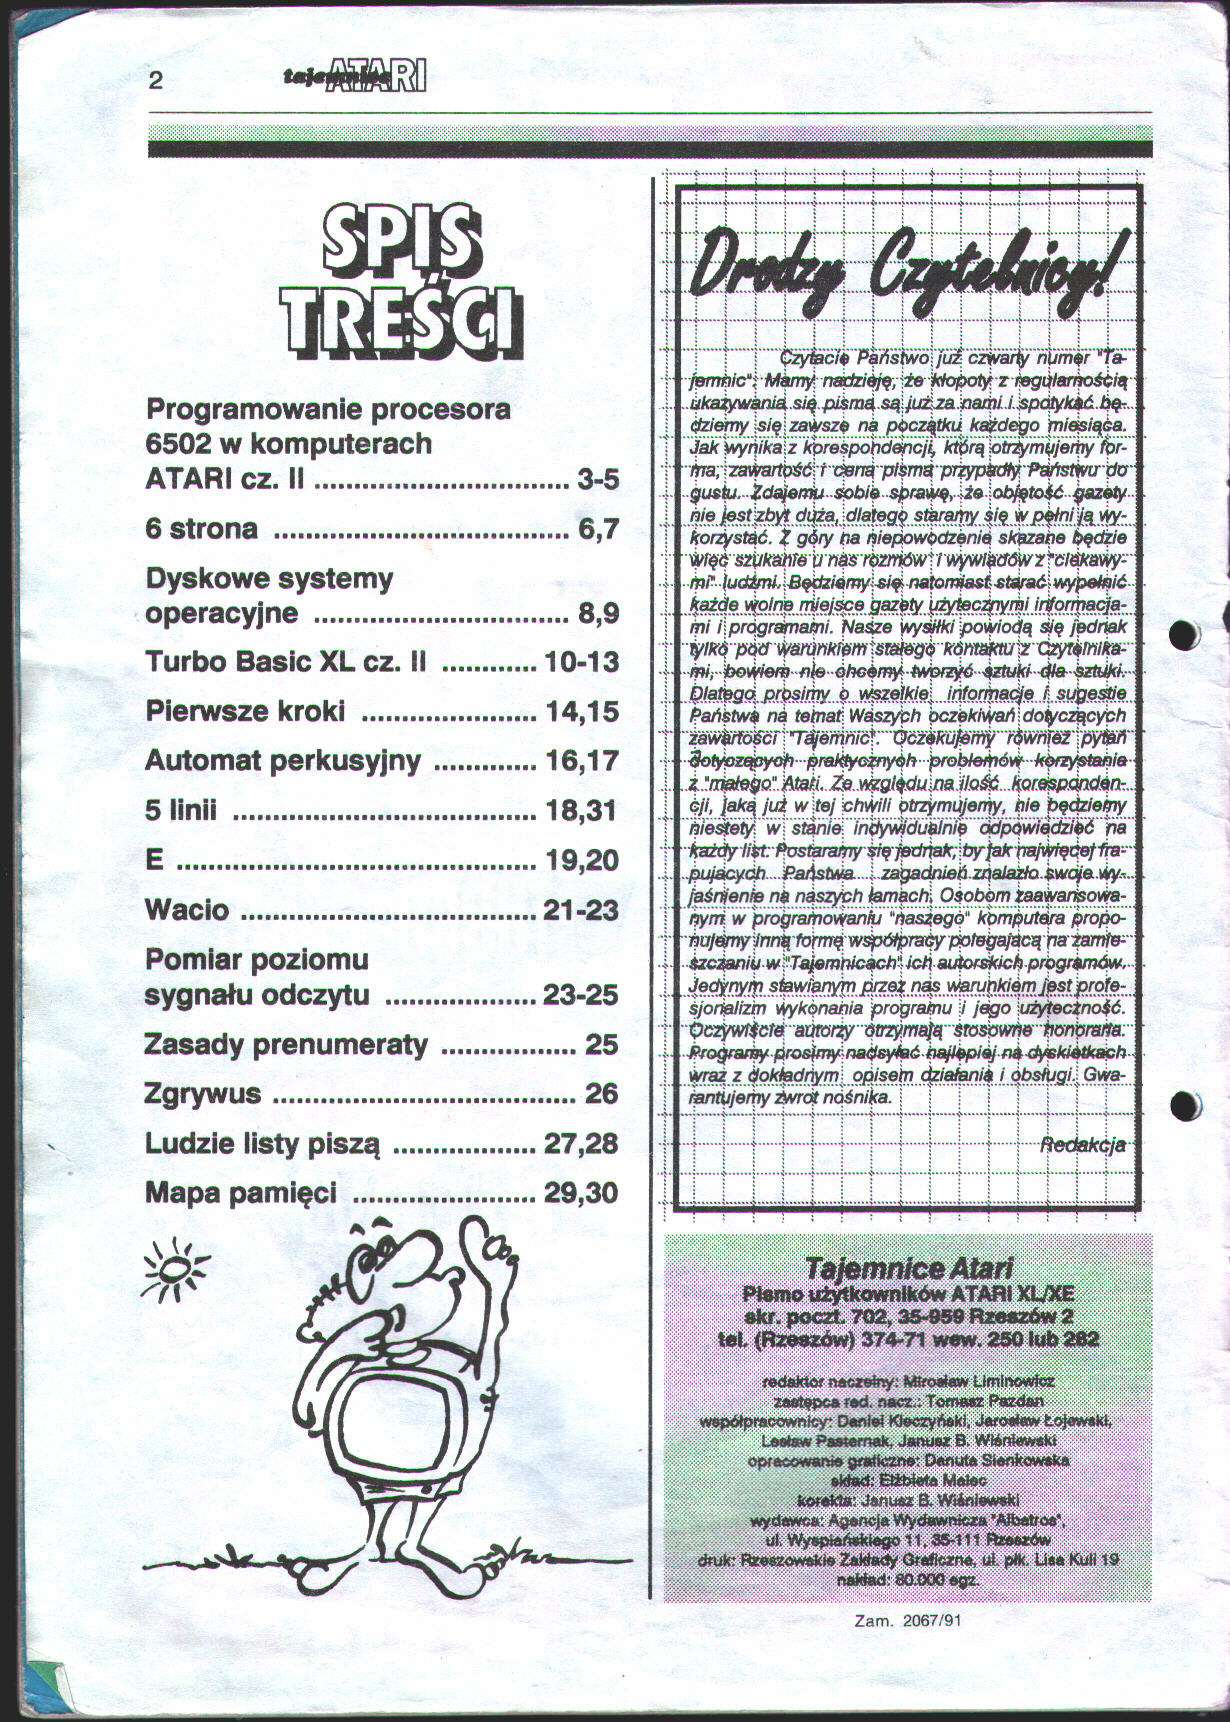 2
tajemnice ATARI
SPIS
TREŚCI
Programowanie procesora
6502 w komputerach
ATARI cz. II ................................ 3-5
6 strona ..................................... 6,7
Dyskowe systemy
operacyjne ................................ 8,9
Turbo Basic XL cz. II ............ 10-13
Pierwsze kroki ...................... 14,15
Automat perkusyjny ............. 16,17
5 linii ...................................... 18,31
E ............................................. 19,20
Wacio ..................................... 21-23
Pomiar poziomu
sygnału odczytu ................... 23-25
Zasady prenumeraty ................. 25
Zgrywus ...................................... 26
Ludzie listy piszą .................. 27,28
Mapa pamięci ....................... 29,30
Drodzy Czytelnicy!
Czytacie Państwo już czwarty numer "Ta-
jemnic". Mamy nadzieję, że kłopoty z regularnością
ukazywania się pisma są już za nami i spotykać bę-
dziemy się zawsze na początku każdego miesiąca.
Jak wynika z korespondencji, którą otrzymujemy for-
ma, zawartość i cena pisma przypadły Państwu do
gustu. Zdajemu sobie sprawę, że objętość gazety
nie jest zbyt duża, dlatego staramy się w pełni ją wy-
korzystać. Z góry na niepowodzenie skazane będzie
więc szukanie u nas rozmów i wywiadów z "ciekawy-
mi" ludźmi. Będziemy się natomiast starać wypełnić
każde wolne miejsce gazety użytecznymi informacja-
mi i programami. Nasze wysiłki powiodą się jednak
tylko pod warunkiem stałego kontaktu z Czytelnika-
mi, bowiem nie chcemy tworzyć sztuki dla sztuki.
Dlatego prosimy o wszelkie informacje i sugestie
Państwa na temat Waszych oczekiwań dotyczących
zawartości "Tajemnic". Oczekujemy również pytań
dotyczących praktycznych problemów korzystania
z "małego" Atari. Ze względu na ilość korespondен-
cji, jaką już w tej chwili otrzymujemy, nie będziemy
niestety w stanie indywidualnie odpowiedzieć na
każdy list. Postaramy się jednak, by jak najwięcej fra-
pujących Państwa zagadnień znalazło swoje wy-
jaśnienie na naszych łamach. Osobom zaawansowa-
nym w programowaniu "naszego" komputera propo-
nujemy inną formę współpracy polegającą na zamie-
szczaniu w "Tajemnicach" ich autorskich programów.
Jedynym stawianym przez nas warunkiem jest profe-
sjonalizm wykonania programu i jego użyteczność.
Oczywiście autorzy otrzymają stosowne honoraria.
Programy prosimy nadsyłać najlepiej na dyskietkach
wraz z dokładnym opisem działania i obsługi. Gwa-
rantujemy zwrot nośnika.
Redakcja
Tajemnice Atari
Pismo użytkowników ATARI XL/XE
skr. poczt. 702, 35-959 Rzeszów 2
tel. (Rzeszów) 374-71 wew. 250 lub 282
redaktor naczelny: Mirosław Liminowicz
zastępca red. nacz.: Tomasz Pazdan
współpracownicy: Daniel Kleczyński, Jarosław Łojewski,
Lesław Pasternak, Janusz B. Wiśniewski
opracowanie graficzne: Danuta Sienkowska
skład: Elżbieta Malec
korekta: Janusz B. Wiśniewski
wydawca: Agencja Wydawnicza "Albatros",
ul. Wyspiańskiego 11, 35-111 Rzeszów
druk: Rzeszowskie Zakłady Graficzne, ul. płk. Lisa Kuli 19
nakład: 80.000 egz.
Zam. 2067/91